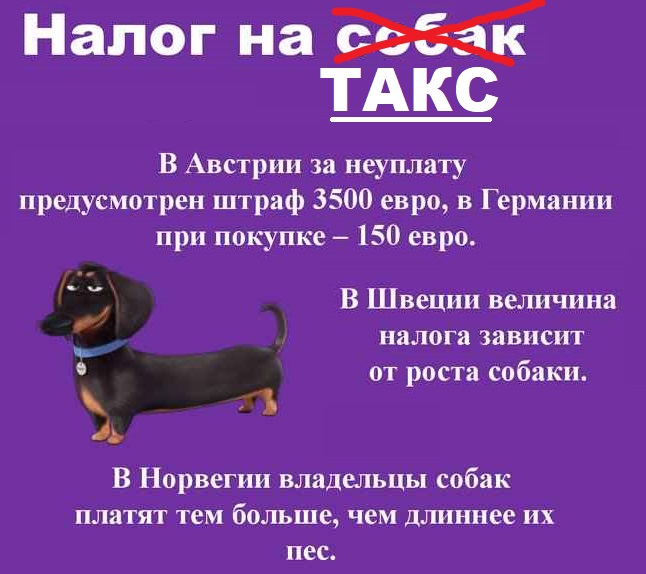 Налог на собак
ТАКС
В Австрии за неуплату
предусмотрен штраф 3500 евро, в Германии
при покупке – 150 евро.
В Швеции величина
налога зависит
от роста собаки.
В Норвегии владельцы собак
платят тем больше, чем длиннее их
пес.